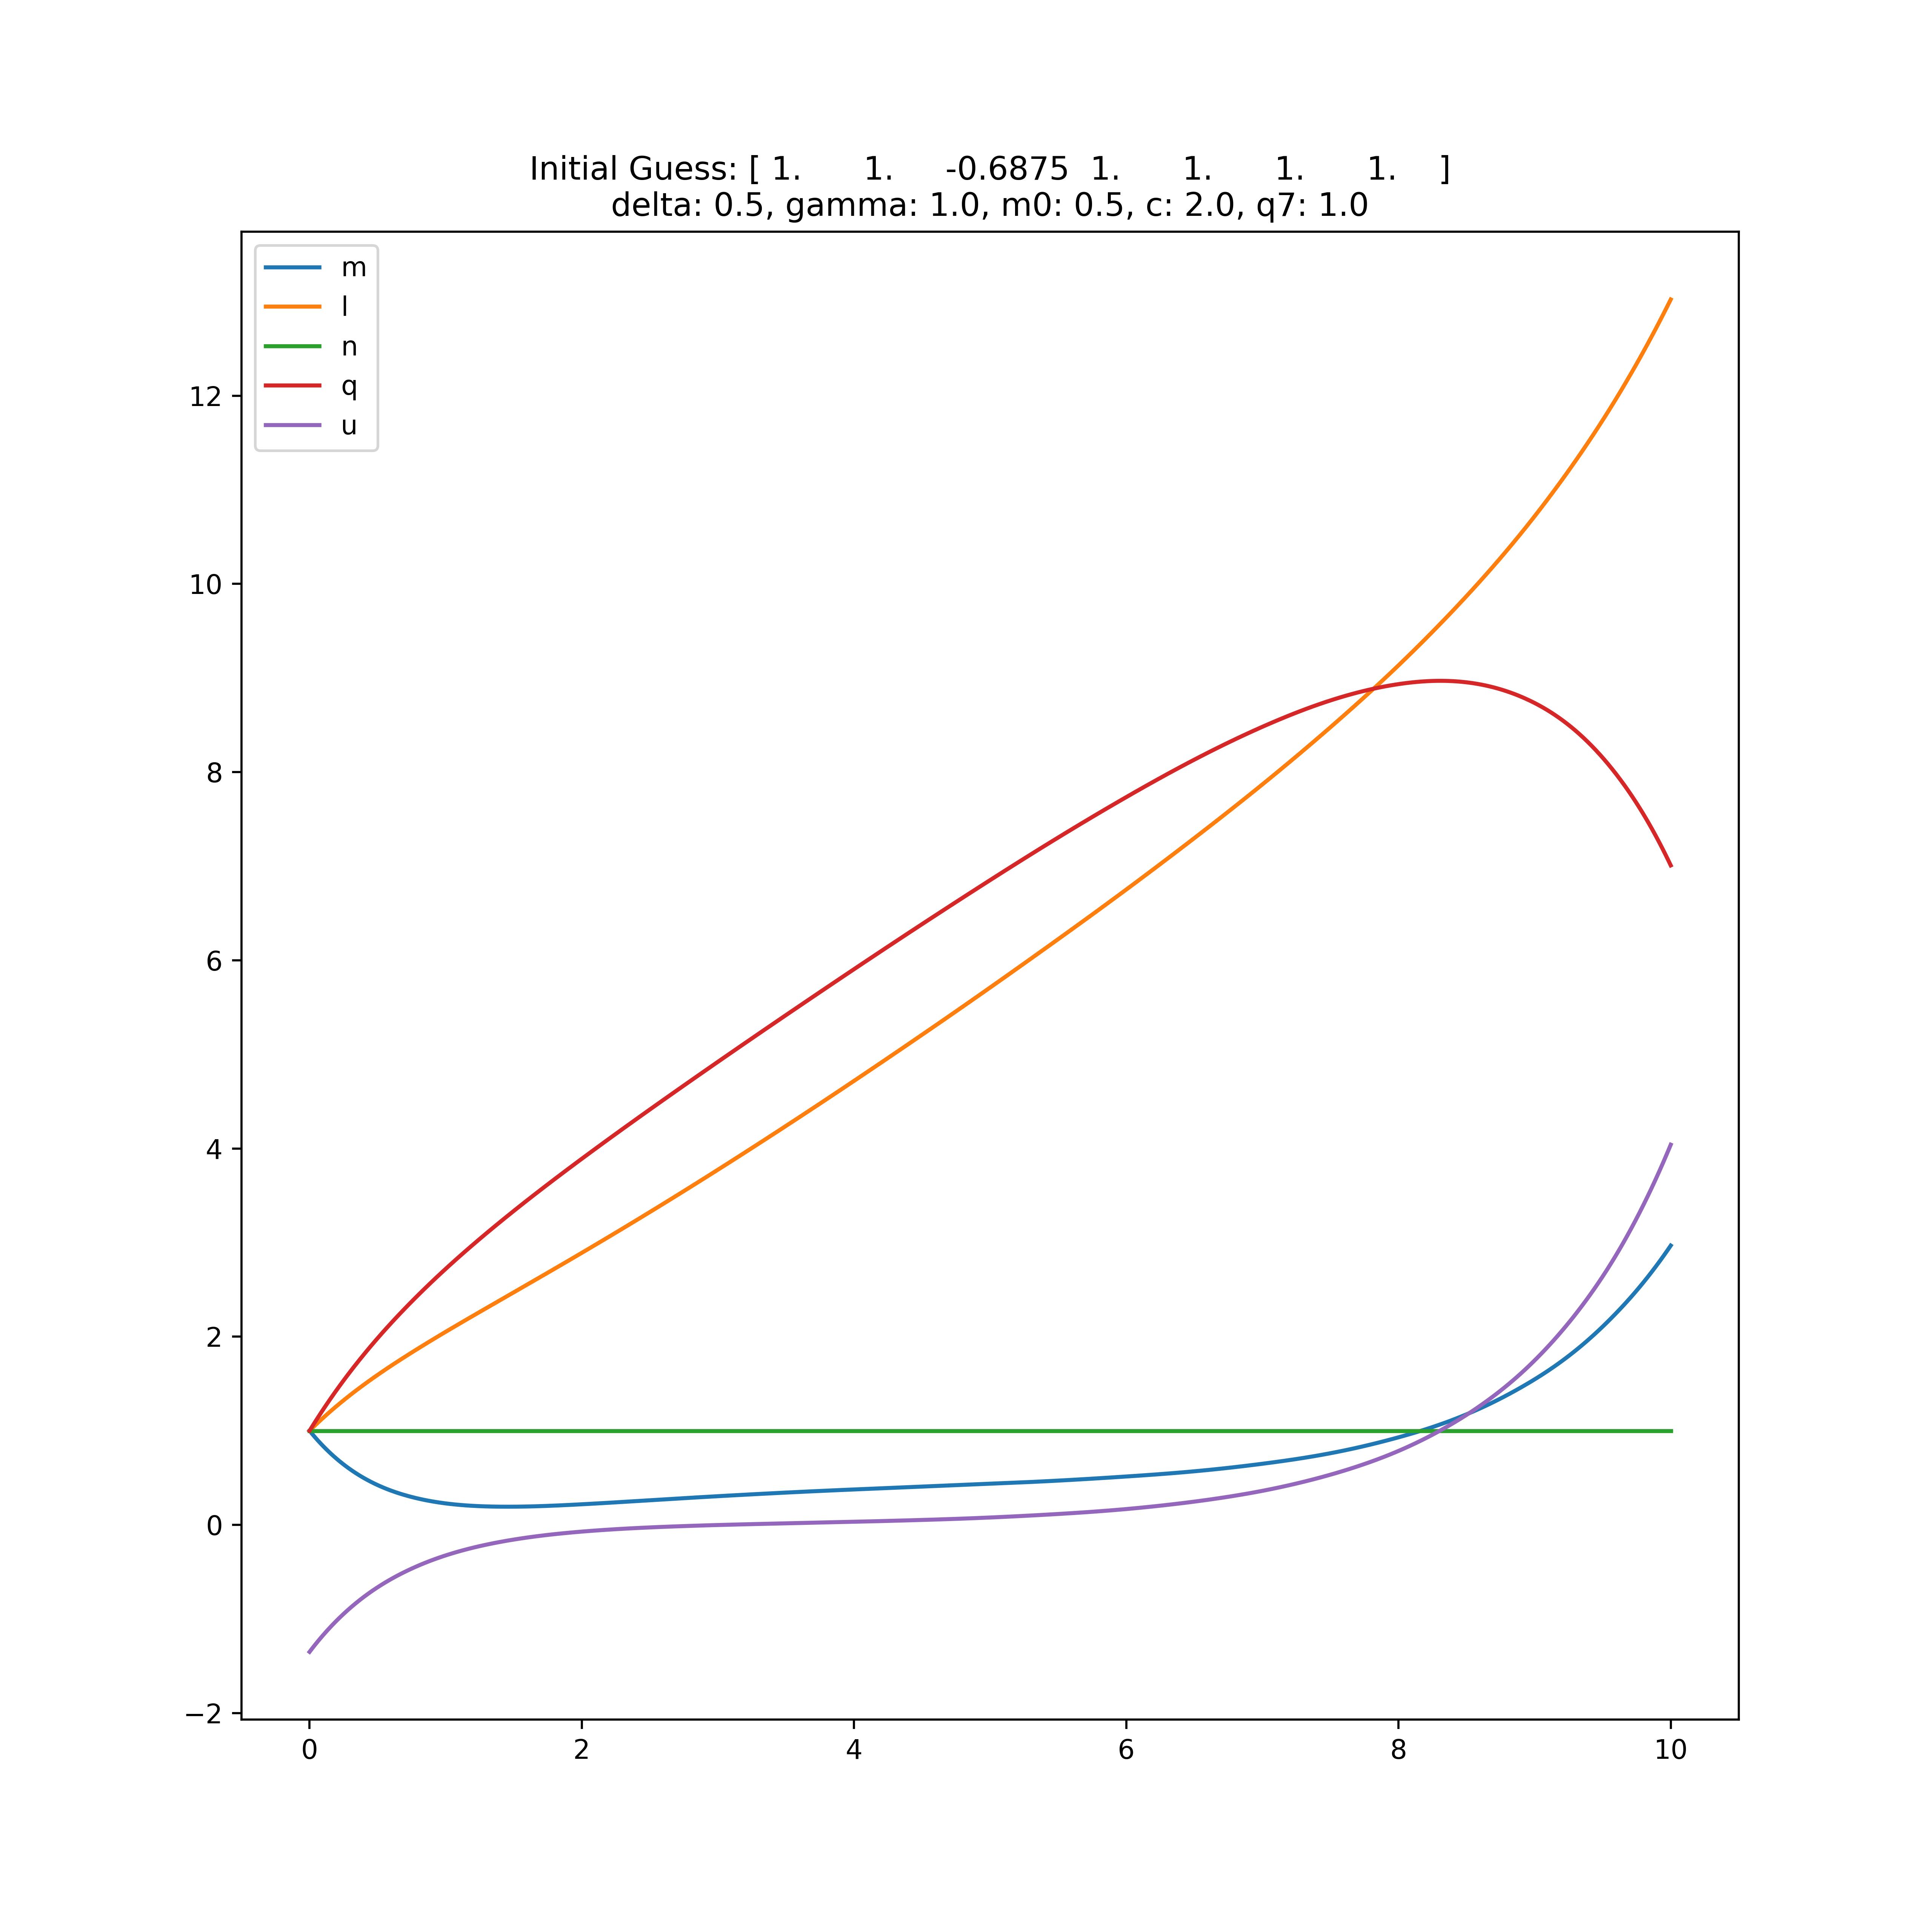 Initial Guess: [ 1. 1. -0.6875 1. 1. 1. 1. ]
delta: 0.5, gamma: 1.0, m0: 0.5, c: 2.0, q7: 1.0
m
l
n
q
u
12
10
8
6
4
2
0
−2
0 2 4 6 8 10